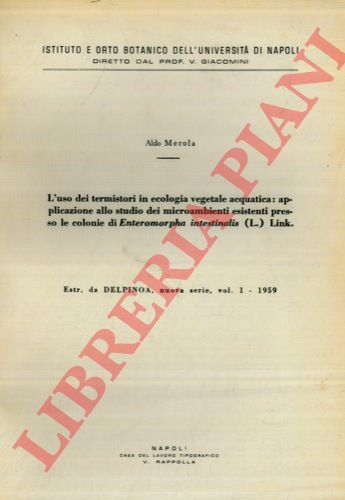 ISTITUTO E ORTO BOTANICO DELL'UNIVERSITÀ DI NAPOLI
DIRETTO DAL PROF. V. GIACOMINI
Aldo Merola
L'uso dei termistori in ecologia vegetale acquatica: ap-
plicazione allo studio dei microambienti esistenti pres-
so le colonie di Enteromorpha intestinalis (L.) Link.
Estr. da DELPINOA, nuova serie, vol. 1 - 1959
NAPOLI
CASA DEL LAVORO TIPOGRAFICO
V. RAPPOLLA
LIBRERIA PIANI